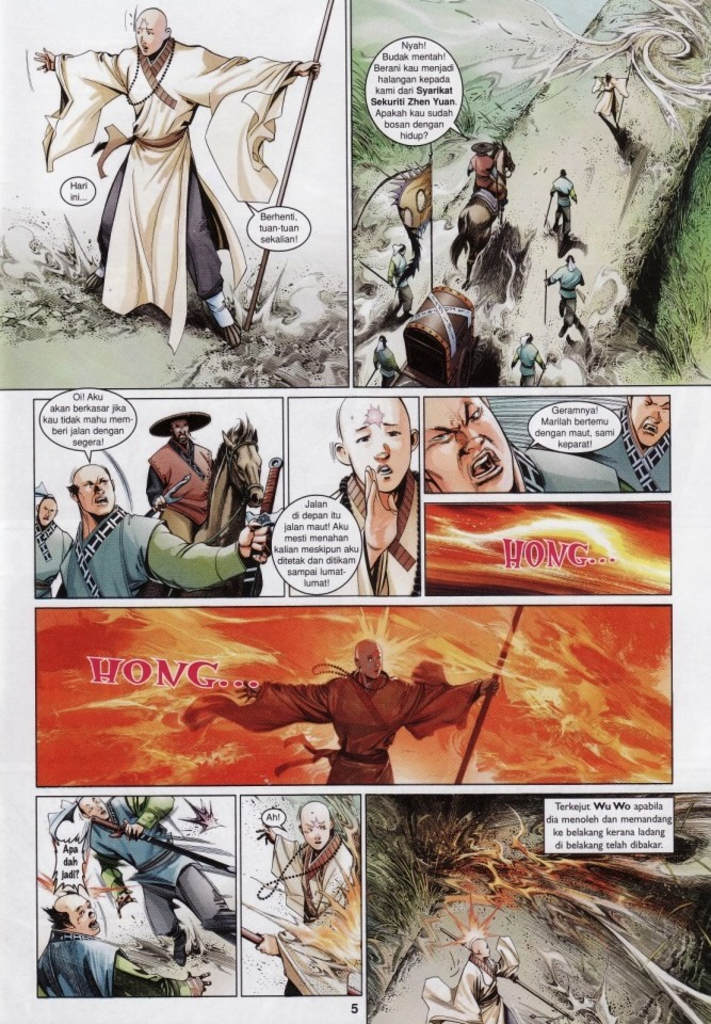 Hari
ini...
Berhenti,
tuan-tuan
sekalian!
Nyah!
Budak mentah!
Berani kau menjadi
halangan kepada
kami dari Syarikat
Sekuriti Zhen Yuan.
Apakah kau sudah
bosan dengan
hidup?
Oi! Aku
akan berkasar jika
kau tidak mahu mem-
beri jalan dengan
segera!
Jalan
di depan itu
jalan maut! Aku
mesti menahan
kalian meskipun aku
ditetak dan ditikam
sampai lumat-
lumat!
Geramnya!
Marilah bertemu
dengan maut, sami
keparat!
HONG...
HONG...
Apa
dah
jadi?
Ah!
Terkejut Wu Wo apabila
dia menoleh dan memandang
ke belakang kerana ladang
di belakang telah dibakar.
5